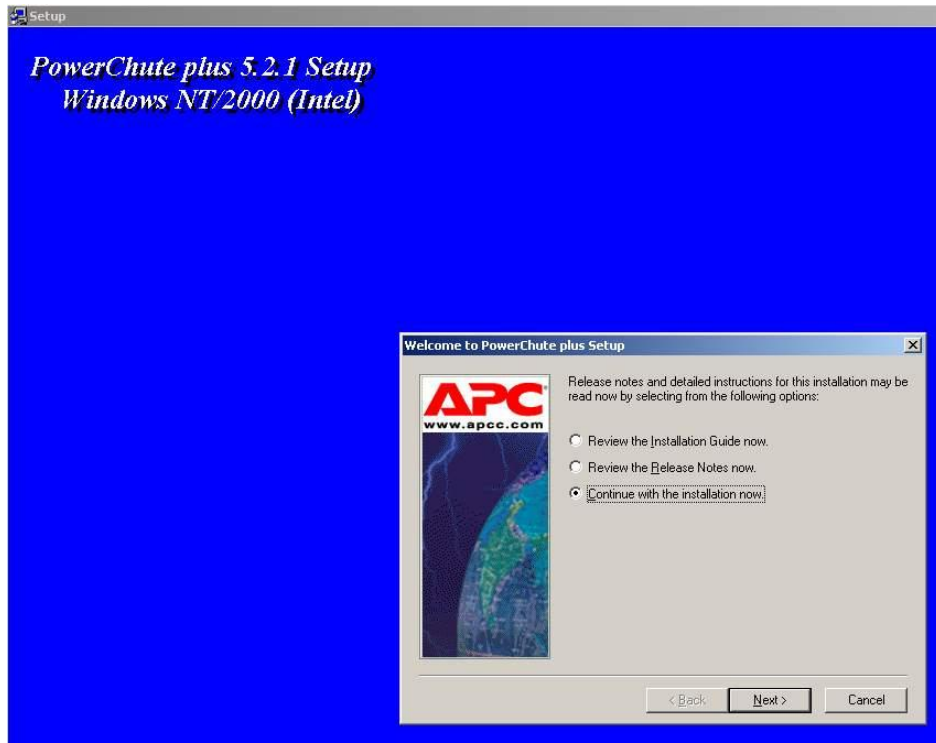 Setup
PowerChute plus 5.2.1 Setup
Windows NT/2000 (Intel)
Welcome to PowerChute plus Setup
APC
www.apcc.com
Release notes and detailed instructions for this installation may be
read now by selecting from the following options:
Review the Installation Guide now.
Review the Release Notes now.
Continue with the installation now.
< Back
Next >
Cancel